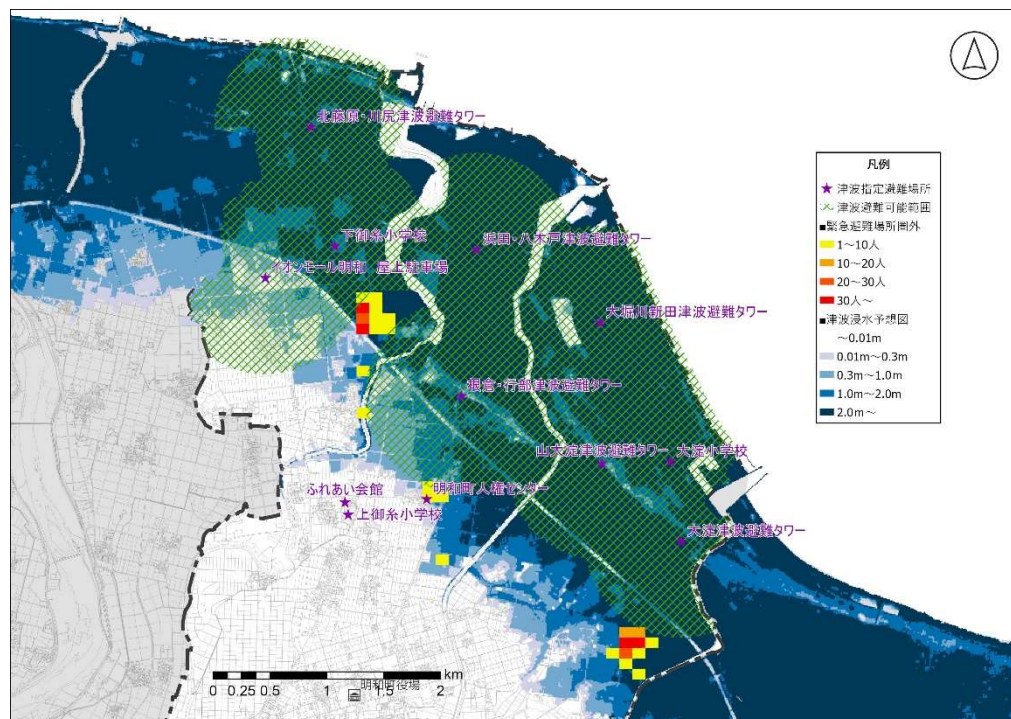 北藤原・川尻津波避難タワー
下御糸小学校
浜田・八木戸津波避難タワー
イオンモール明和 屋上駐車場
大堀川新田津波避難タワー
根倉・行部津波避難タワー
山大淀津波避難タワー
大淀小学校
ふれあい会館
明和町人権センター
上御糸小学校
大淀津波避難タワー
凡例
津波指定避難場所
津波避難可能範囲
■緊急避難場所圏外
1～10人
10～20人
20～30人
30人～
■津波浸水予想図
～0.01m
0.01m～0.3m
0.3m～1.0m
1.0m～2.0m
2.0m～
km
0 0.25 0.5 1 1.5 2
明和町役場